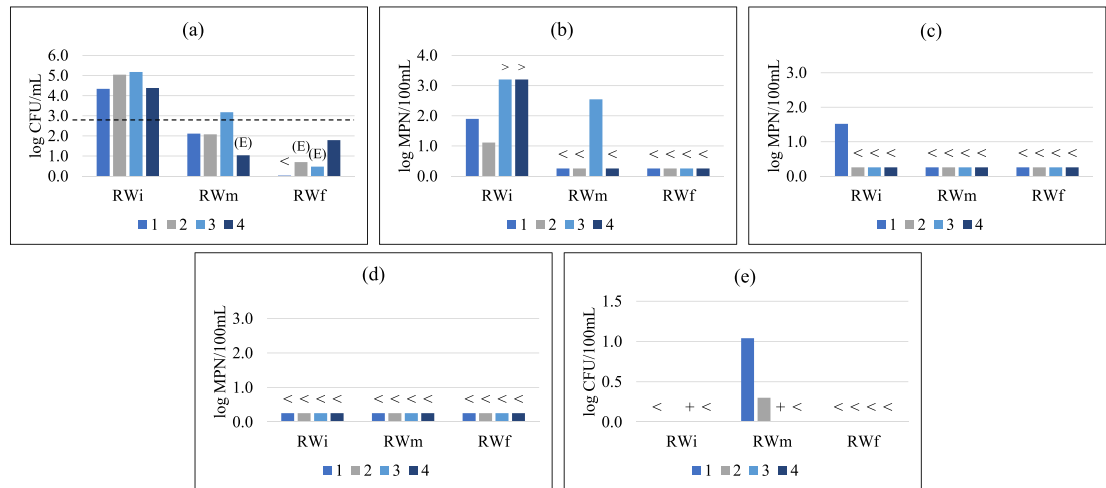 (a)
log CFU/mL
6.0
5.0
4.0
3.0
2.0
1.0
0.0
(E)
<
(E)
(E)
RWi RWm RWf
1 2 3 4
(b)
log MPN/100mL
4.0
3.0
2.0
1.0
0.0
> >
< < <
< < < <
RWi RWm RWf
1 2 3 4
(c)
log MPN/100mL
3.0
2.0
1.0
0.0
< < <
< < < <
< < < <
RWi RWm RWf
1 2 3 4
(d)
log MPN/100mL
3.0
2.0
1.0
0.0
< < < <
< < < <
< < < <
RWi RWm RWf
1 2 3 4
(e)
log CFU/100mL
1.5
1.0
0.5
0.0
< + <
+ <
< < < <
RWi RWm RWf
1 2 3 4